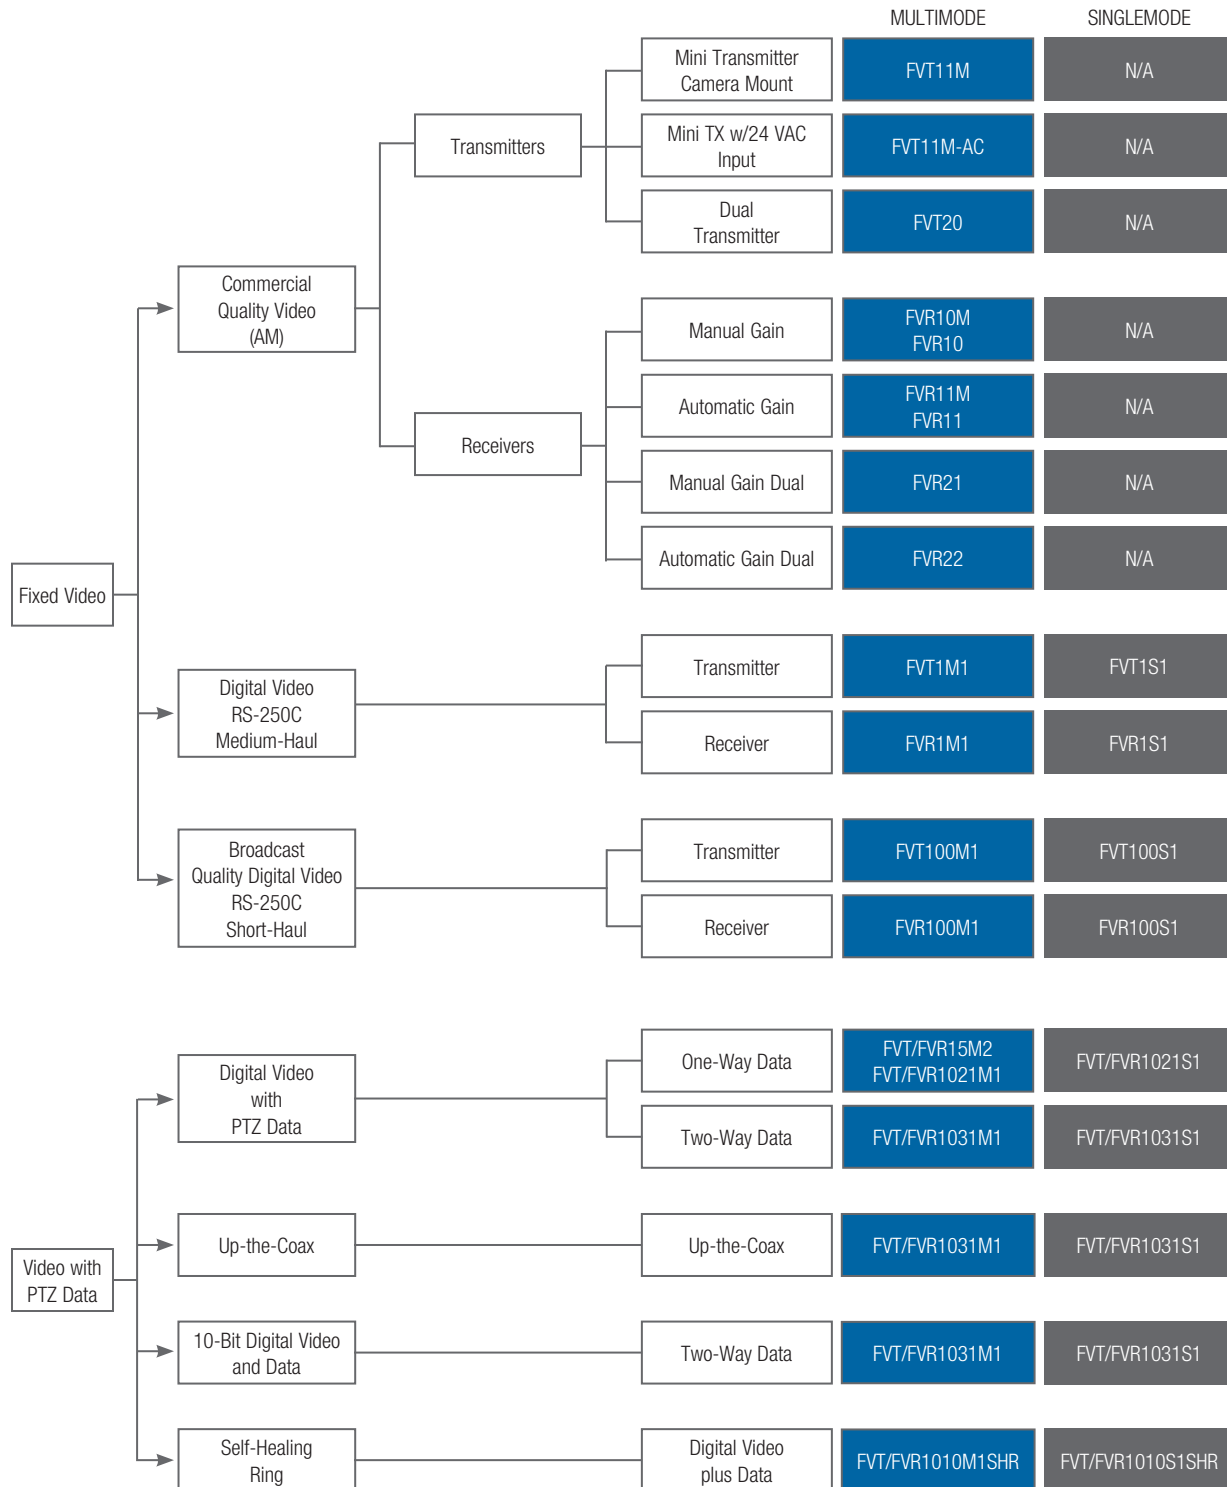 MULTIMODE SINGLEMODE
Mini Transmitter
Camera Mount
FVT11M
N/A
Transmitters
Mini TX w/24 VAC
Input
FVT11M-AC
N/A
Dual
Transmitter
FVT20
N/A
Commercial
Quality Video
(AM)
Manual Gain
FVR10M
FVR10
N/A
Automatic Gain
FVR11M
FVR11
N/A
Receivers
Manual Gain Dual
FVR21
N/A
Automatic Gain Dual
FVR22
N/A
Fixed Video
Digital Video
RS-250C
Medium-Haul
Transmitter
FVT1M1
FVT1S1
Receiver
FVR1M1
FVR1S1
Broadcast
Quality Digital Video
RS-250C
Short-Haul
Transmitter
FVT100M1
FVT100S1
Receiver
FVR100M1
FVR100S1
Digital Video
with
PTZ Data
One-Way Data
FVT/FVR15M2
FVT/FVR1021M1
FVT/FVR1021S1
Two-Way Data
FVT/FVR1031M1
FVT/FVR1031S1
Up-the-Coax
Up-the-Coax
FVT/FVR1031M1
FVT/FVR1031S1
Video with
PTZ Data
10-Bit Digital Video
and Data
Two-Way Data
FVT/FVR1031M1
FVT/FVR1031S1
Self-Healing
Ring
Digital Video
plus Data
FVT/FVR1010M1SHR
FVT/FVR1010S1SHR